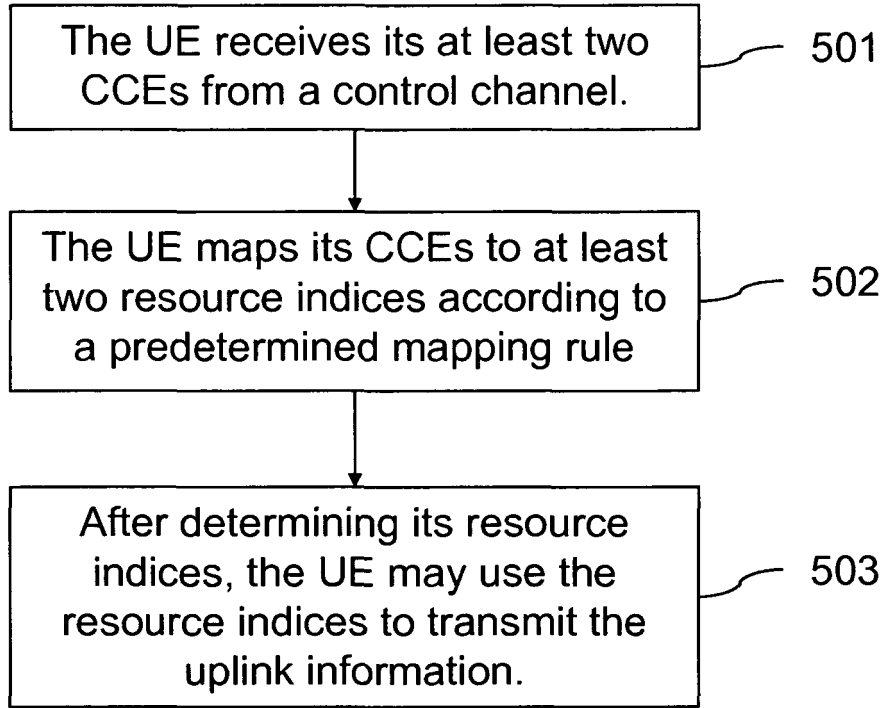 The UE receives its at least two
CCEs from a control channel.
501
The UE maps its CCEs to at least
two resource indices according to
a predetermined mapping rule
502
After determining its resource
indices, the UE may use the
resource indices to transmit the
uplink information.
503